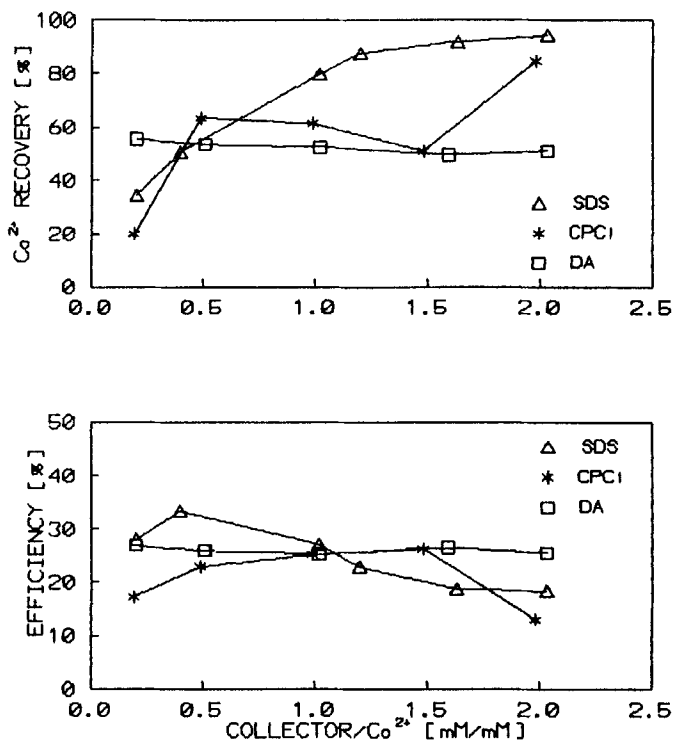 100
80
60
40
20
0
Ca²⁺ RECOVERY [%]
SDS
CPCl
DA
0.0 0.5 1.0 1.5 2.0 2.5
50
40
30
20
10
0
EFFICIENCY [%]
SDS
CPCl
DA
0.0 0.5 1.0 1.5 2.0 2.5
COLLECTOR/Ca²⁺ [mM/mM]